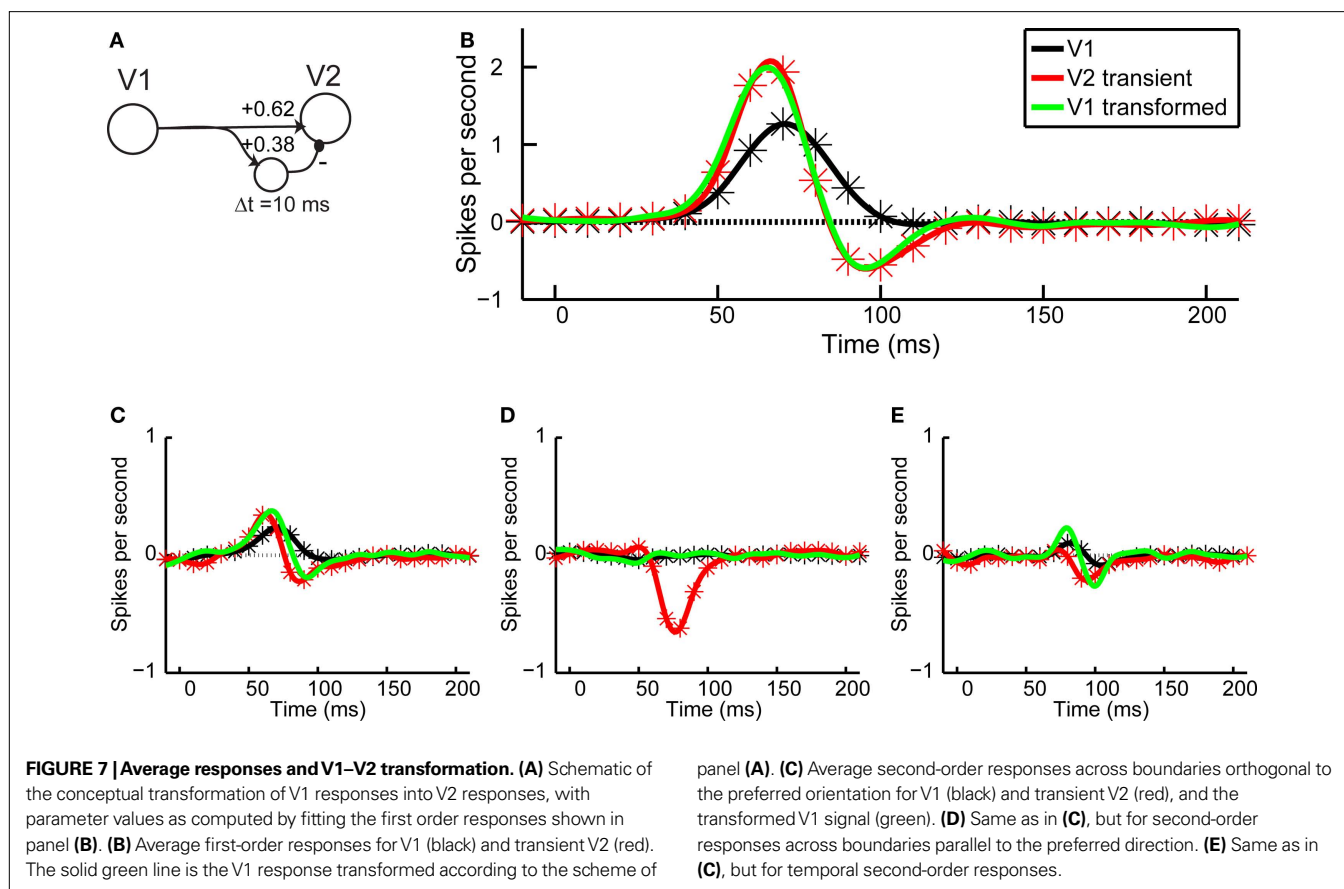 A
V1
V2
+0.62
+0.38
-
Δt =10 ms
B
Spikes per second
2
1
0
−1
0
50
100
150
200
Time (ms)
V1
V2 transient
V1 transformed
C
Spikes per second
1
0
−1
0
50
100
150
200
Time (ms)
D
Spikes per second
1
0
−1
0
50
100
150
200
Time (ms)
E
Spikes per second
1
0
−1
0
50
100
150
200
Time (ms)
FIGURE 7 | Average responses and V1–V2 transformation. (A) Schematic of
the conceptual transformation of V1 responses into V2 responses, with
parameter values as computed by fitting the first order responses shown in
panel (B). (B) Average first-order responses for V1 (black) and transient V2 (red).
The solid green line is the V1 response transformed according to the scheme of
panel (A). (C) Average second-order responses across boundaries orthogonal to
the preferred orientation for V1 (black) and transient V2 (red), and the
transformed V1 signal (green). (D) Same as in (C), but for second-order
responses across boundaries parallel to the preferred direction. (E) Same as in
(C), but for temporal second-order responses.